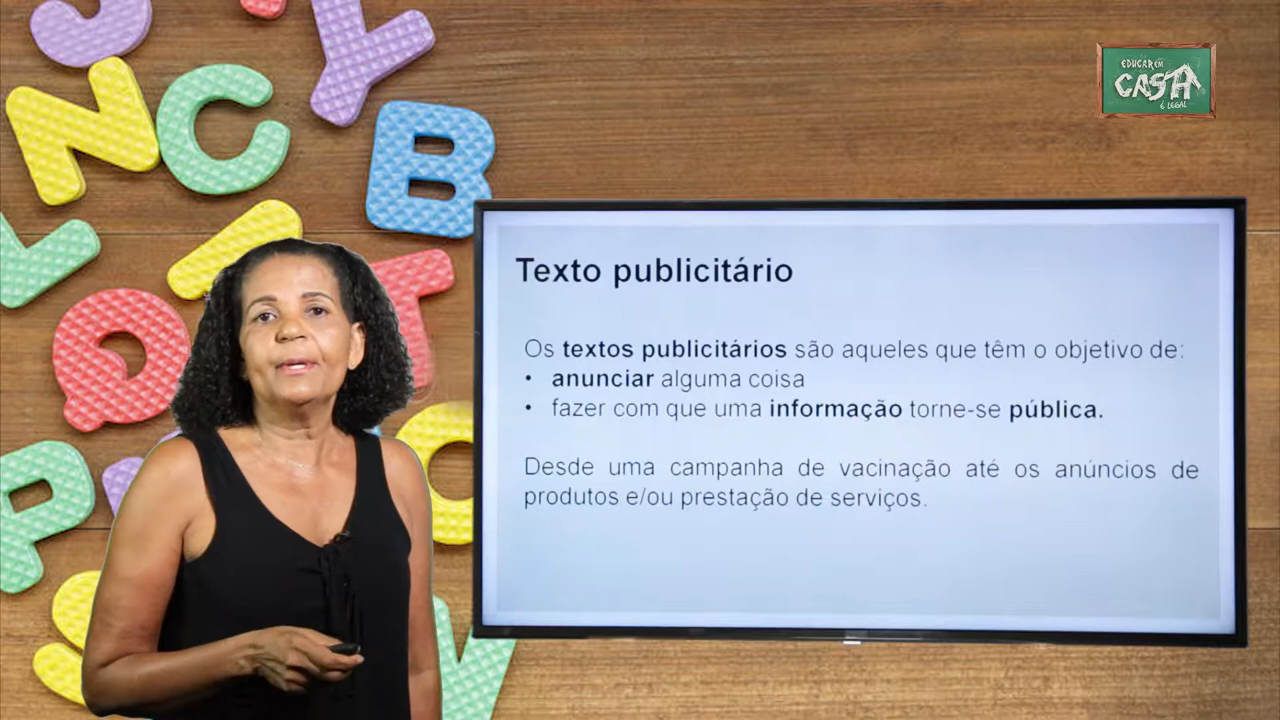 EDUCAR EM
CASA
É LEGAL
Texto publicitário
Os textos publicitários são aqueles que têm o objetivo de:
• anunciar alguma coisa
• fazer com que uma informação torne-se pública.
Desde uma campanha de vacinação até os anúncios de
produtos e/ou prestação de serviços.